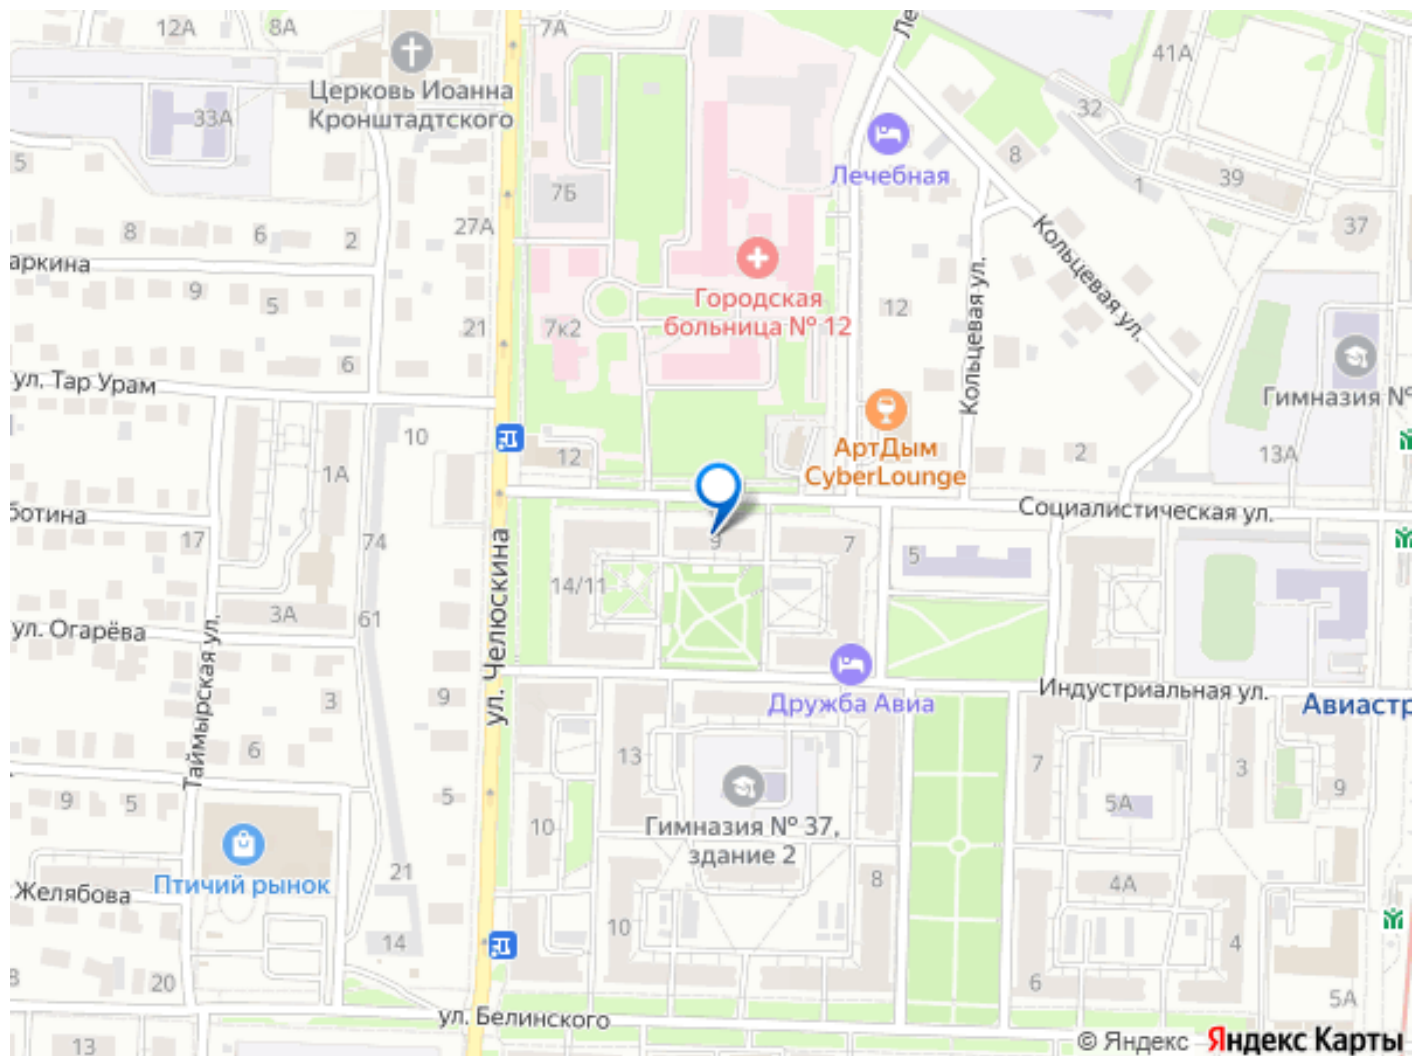 12А
8А
7А
Ле
41А
Церковь Иоанна
Кронштадтского
33А
32
5
Лечебная
8
39
1
7Б
27А
37
8
6
2
Кольцевая ул.
аркина
Кольцевая ул.
9
5
Городская
больница № 12
12
21
7к2
6
ул. Тар Урам
Гимназия №
АртДым
CyberLounge
10
12
2
13А
1А
ботина
Социалистическая ул.
17
74
9
7
5
ул. Челюскина
14/11
3А
61
ул. Огарёва
Таймырская ул.
Индустриальная ул.
Авиастр
Дружба Авиа
3
9
13
6
7
3
9
5
5
9
5А
10
Гимназия № 37,
здание 2
21
Птичий рынок
Желябова
8
4А
10
14
4
8
20
6
5А
ул. Белинского
13
© Яндекс Яндекс Карты